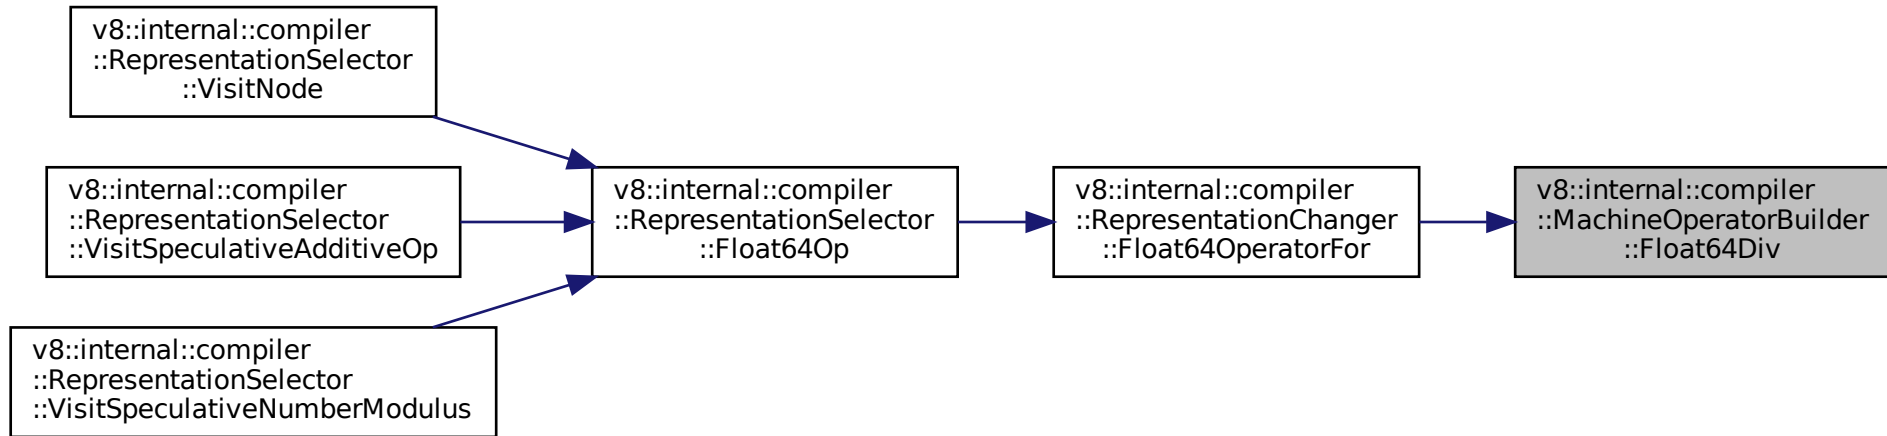 v8::internal::compiler
::RepresentationSelector
::VisitNode
v8::internal::compiler
::RepresentationSelector
::VisitSpeculativeAdditiveOp
v8::internal::compiler
::RepresentationSelector
::VisitSpeculativeNumberModulus
v8::internal::compiler
::RepresentationSelector
::Float64Op
v8::internal::compiler
::RepresentationChanger
::Float64OperatorFor
v8::internal::compiler
::MachineOperatorBuilder
::Float64Div